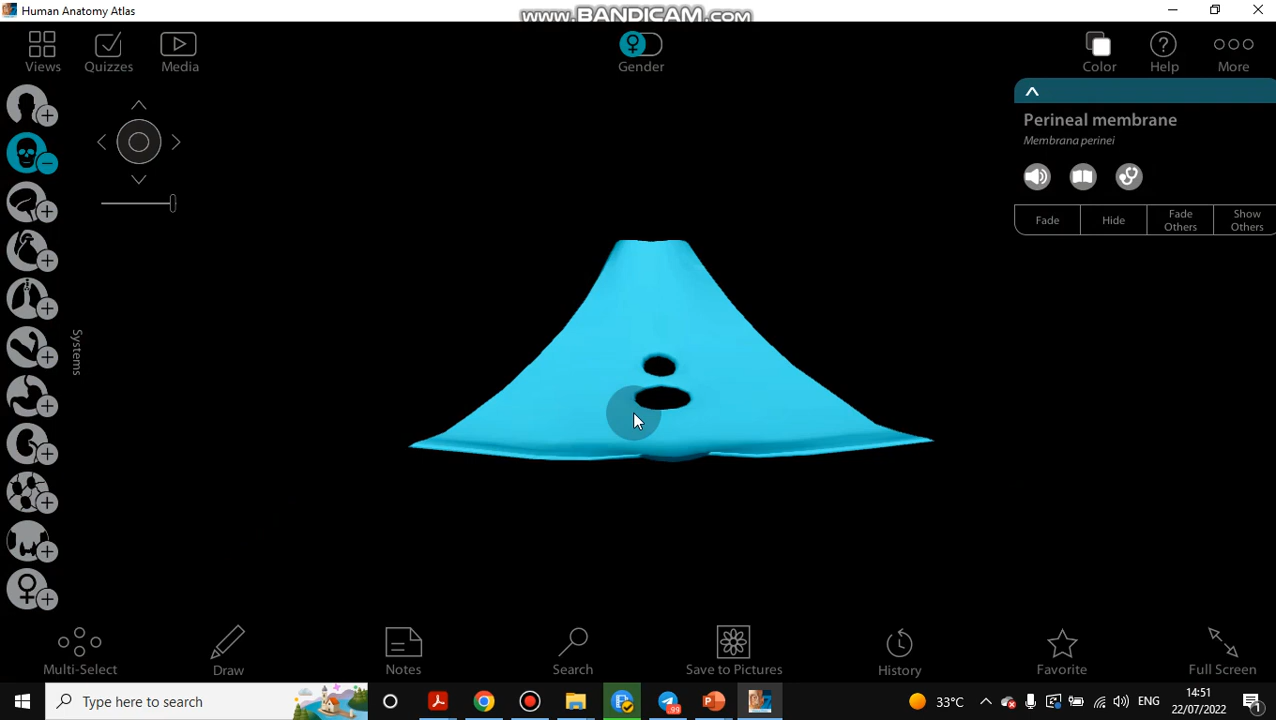 Human Anatomy Atlas
www.BANDICAM.com
Views
Quizzes
Media
Gender
Color
Help
More
Perineal membrane
Membrana perinei
Fade
Hide
Fade
Others
Show
Others
Systems
Multi-Select
Draw
Notes
Search
Save to Pictures
History
Favorite
Full Screen
Type here to search
99
33°C
ENG
14:51
22/07/2022
1